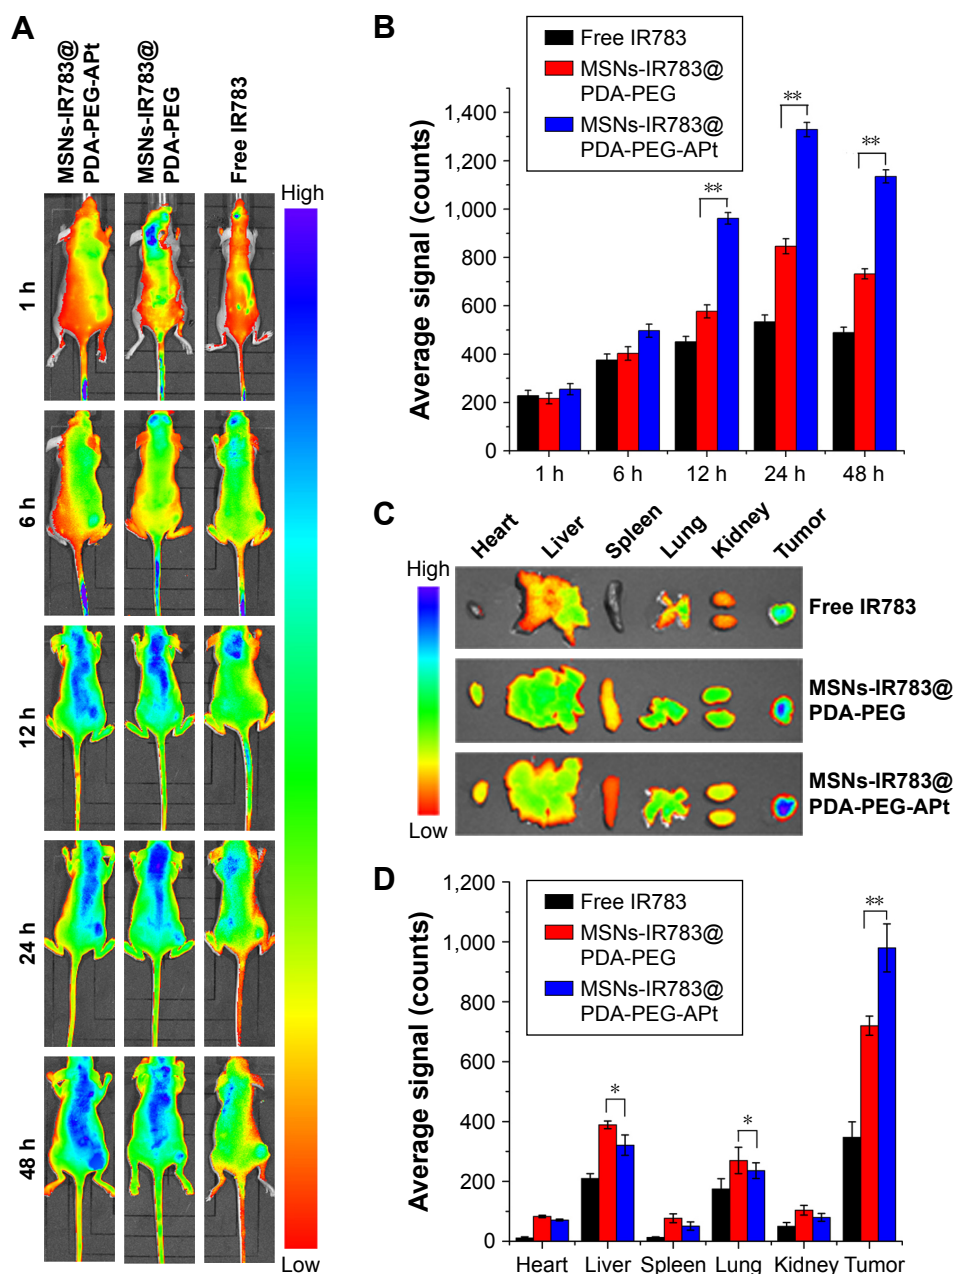 A
MSNs-IR783@
PDA-PEG-APt
MSNs-IR783@
PDA-PEG
Free IR783
High
1 h
6 h
12 h
24 h
48 h
Low
B
Free IR783
MSNs-IR783@
PDA-PEG
MSNs-IR783@
PDA-PEG-APt
Average signal (counts)
1,400
1,200
1,000
800
600
400
200
0
**
**
**
1 h
6 h
12 h
24 h
48 h
C
Heart
Liver
Spleen
Lung
Kidney
Tumor
High
Low
Free IR783
MSNs-IR783@
PDA-PEG
MSNs-IR783@
PDA-PEG-APt
D
Free IR783
MSNs-IR783@
PDA-PEG
MSNs-IR783@
PDA-PEG-APt
Average signal (counts)
1,200
1,000
800
600
400
200
0
*
*
**
Heart
Liver
Spleen
Lung
Kidney
Tumor